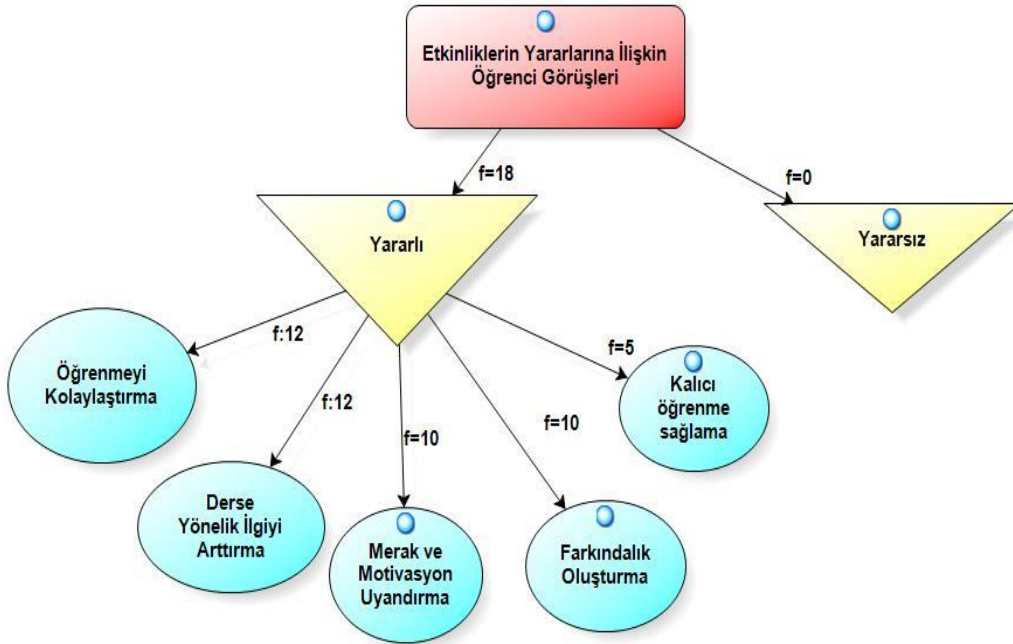 Etkinliklerin Yararlarına İlişkin
Öğrenci Görüşleri
f=18
f=0
Yararlı
Yararsız
f:12
f:12
f=10
f=10
f=5
Öğrenmeyi
Kolaylaştırma
Derse
Yönelik İlgiyi
Arttırma
Merak ve
Motivasyon
Uyandırma
Farkındalık
Oluşturma
Kalıcı
öğrenme
sağlama